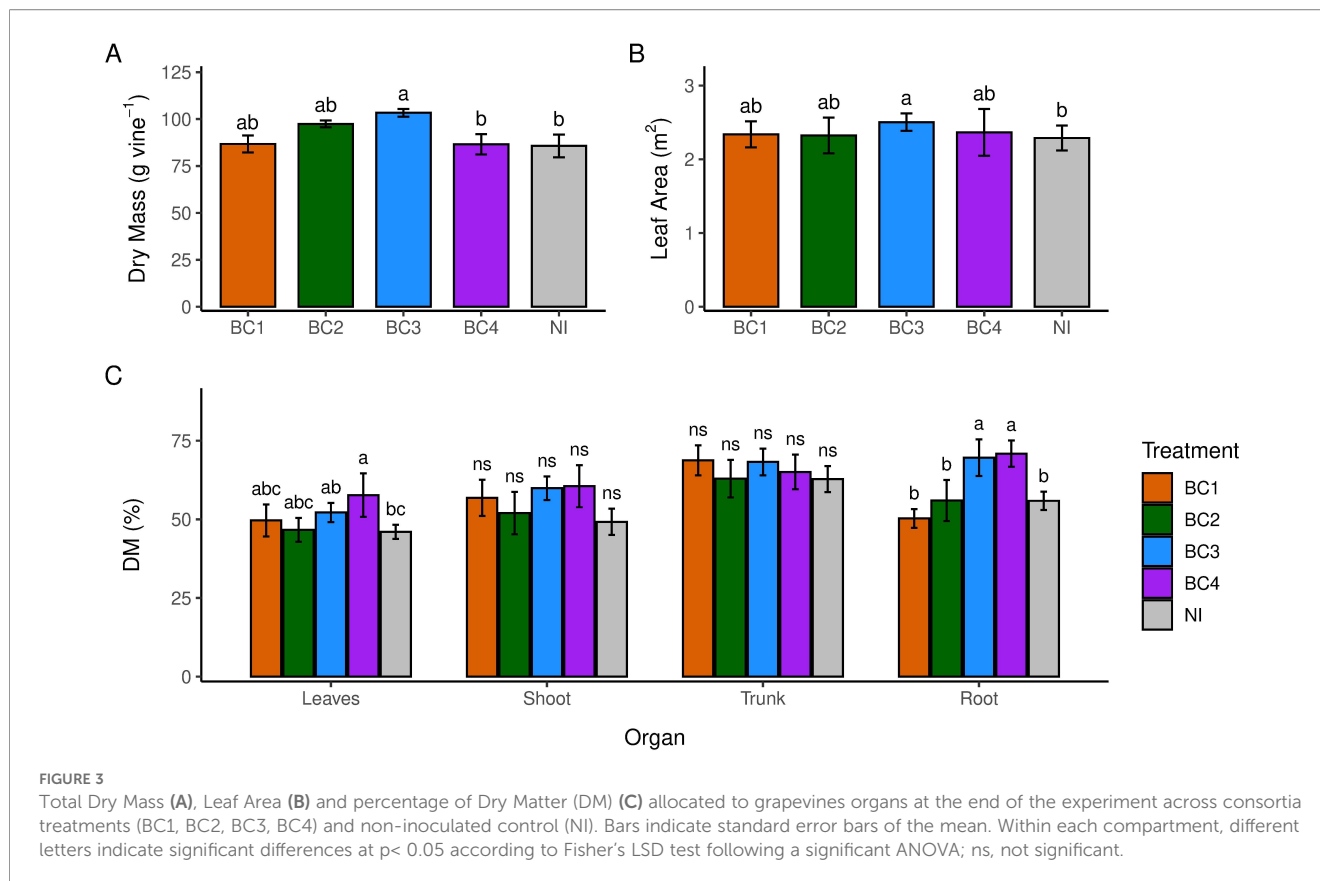 A
B
125
100
75
50
25
0
Dry Mass (g vine⁻¹)
ab
ab
a
b
b
BC1 BC2 BC3 BC4 NI
3
2
1
0
Leaf Area (m²)
ab
ab
a
ab
b
BC1 BC2 BC3 BC4 NI
C
75
50
25
0
DM (%)
abc abc ab a bc
ns ns ns ns ns
ns ns ns ns ns
b b a a b
Leaves Shoot Trunk Root
Organ
Treatment
BC1
BC2
BC3
BC4
NI
FIGURE 3
Total Dry Mass (A), Leaf Area (B) and percentage of Dry Matter (DM) (C) allocated to grapevines organs at the end of the experiment across consortia
treatments (BC1, BC2, BC3, BC4) and non-inoculated control (NI). Bars indicate standard error bars of the mean. Within each compartment, different
letters indicate significant differences at p< 0.05 according to Fisher's LSD test following a significant ANOVA; ns, not significant.